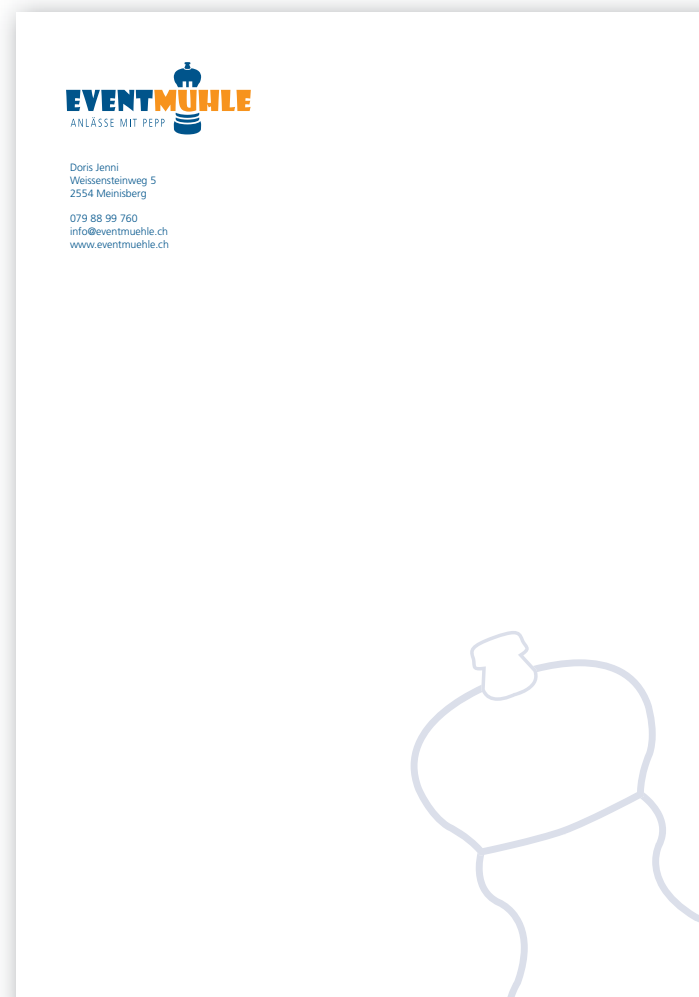 EVENTMÜHLE
ANLÄSSE MIT PEPP
Doris Jenni
Weissensteinweg 5
2554 Meinisberg
079 88 99 760
info@eventmuehle.ch
www.eventmuehle.ch